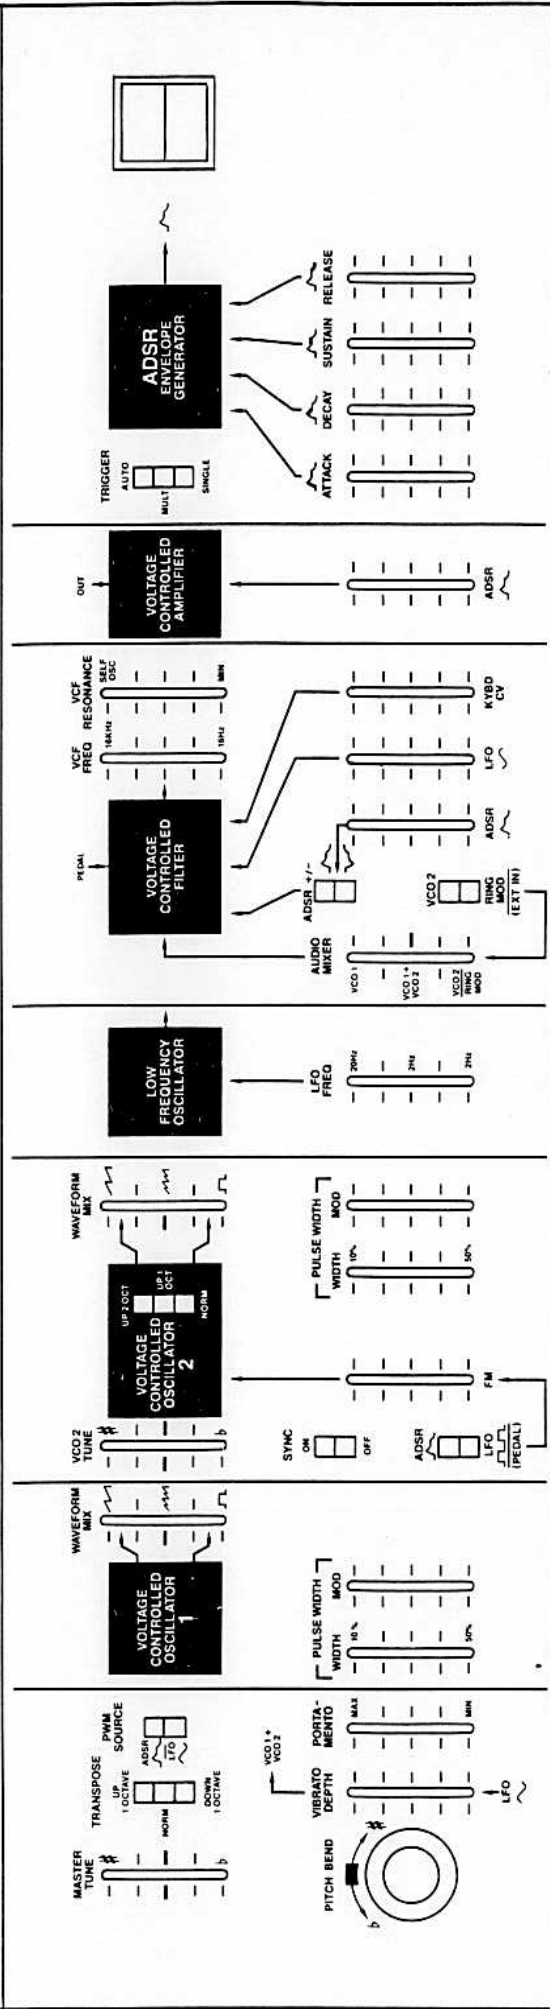 MASTER
TUNE
♯
♭
TRANSPOSE
UP
1 OCTAVE
NORM
DOWN
1 OCTAVE
PWM
SOURCE
ADSR
LFO
PITCH BEND
♭
♯
VIBRATO
DEPTH
VCO 1 +
VCO 2
LFO
PORTA-
MENTO
MAX
MIN
VOLTAGE
CONTROLLED
OSCILLATOR
1
WAVEFORM
MIX
PULSE WIDTH
WIDTH
MOD
10%
50%
VCO 2
TUNE
♯
♭
VOLTAGE
CONTROLLED
OSCILLATOR
2
UP 2 OCT
UP 1
OCT
NORM
WAVEFORM
MIX
SYNC
ON
OFF
ADSR
LFO
(PEDAL)
FM
PULSE WIDTH
WIDTH
MOD
10%
50%
LOW
FREQUENCY
OSCILLATOR
LFO
FREQ
20Hz
2Hz
2Hz
PEDAL
VOLTAGE
CONTROLLED
FILTER
VCF
FREQ
16KHz
16Hz
VCF
RESONANCE
SELF
OSC
MIN
AUDIO
MIXER
VCO 1
VCO 1 +
VCO 2
VCO 2
RING
MOD
ADSR +/-
VCO 2
RING
MOD
(EXT IN)
ADSR
LFO
KYBD
CV
OUT
VOLTAGE
CONTROLLED
AMPLIFIER
ADSR
TRIGGER
AUTO
MULT
SINGLE
ADSR
ENVELOPE
GENERATOR
ATTACK
DECAY
SUSTAIN
RELEASE